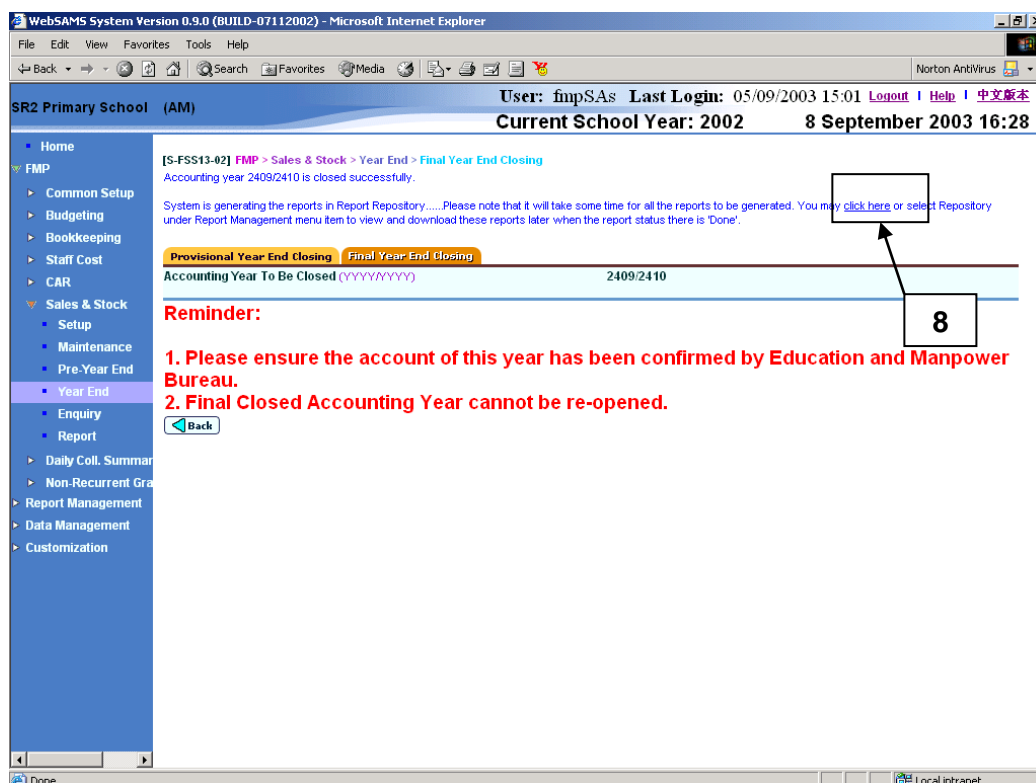 WebSAMS System Version 0.9.0 (BUILD-07112002) - Microsoft Internet Explorer
File Edit View Favorites Tools Help
Back Search Favorites Media Norton AntiVirus
SR2 Primary School (AM)
User: fmpSAs Last Login: 05/09/2003 15:01 Logout | Help | 中文版本
Current School Year: 2002 8 September 2003 16:28
Home
FMP
Common Setup
Budgeting
Bookkeeping
Staff Cost
CAR
Sales & Stock
Setup
Maintenance
Pre-Year End
Year End
Enquiry
Report
Daily Coll. Summar
Non-Recurrent Gra
Report Management
Data Management
Customization
[S-FSS13-02] FMP > Sales & Stock > Year End > Final Year End Closing
Accounting year 2409/2410 is closed successfully.
System is generating the reports in Report Repository......Please note that it will take some time for all the reports to be generated. You may click here or select Repository
under Report Management menu item to view and download these reports later when the report status there is 'Done'.
Provisional Year End Closing Final Year End Closing
Accounting Year To Be Closed (YYYY/YYYY) 2409/2410
8
Reminder:
1. Please ensure the account of this year has been confirmed by Education and Manpower
Bureau.
2. Final Closed Accounting Year cannot be re-opened.
Back
Done Local intranet